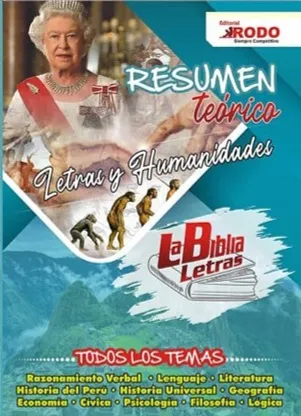 Editorial
RODO
Siempre Competitivo
RESUMEN
teórico
Letras y Humanidades
La Biblia
Letras
TODOS LOS TEMAS
Razonamiento Verbal • Lenguaje • Literatura
Historia del Perú • Historia Universal • Geografía
Economía • Cívica • Psicología • Filosofía • Lógica